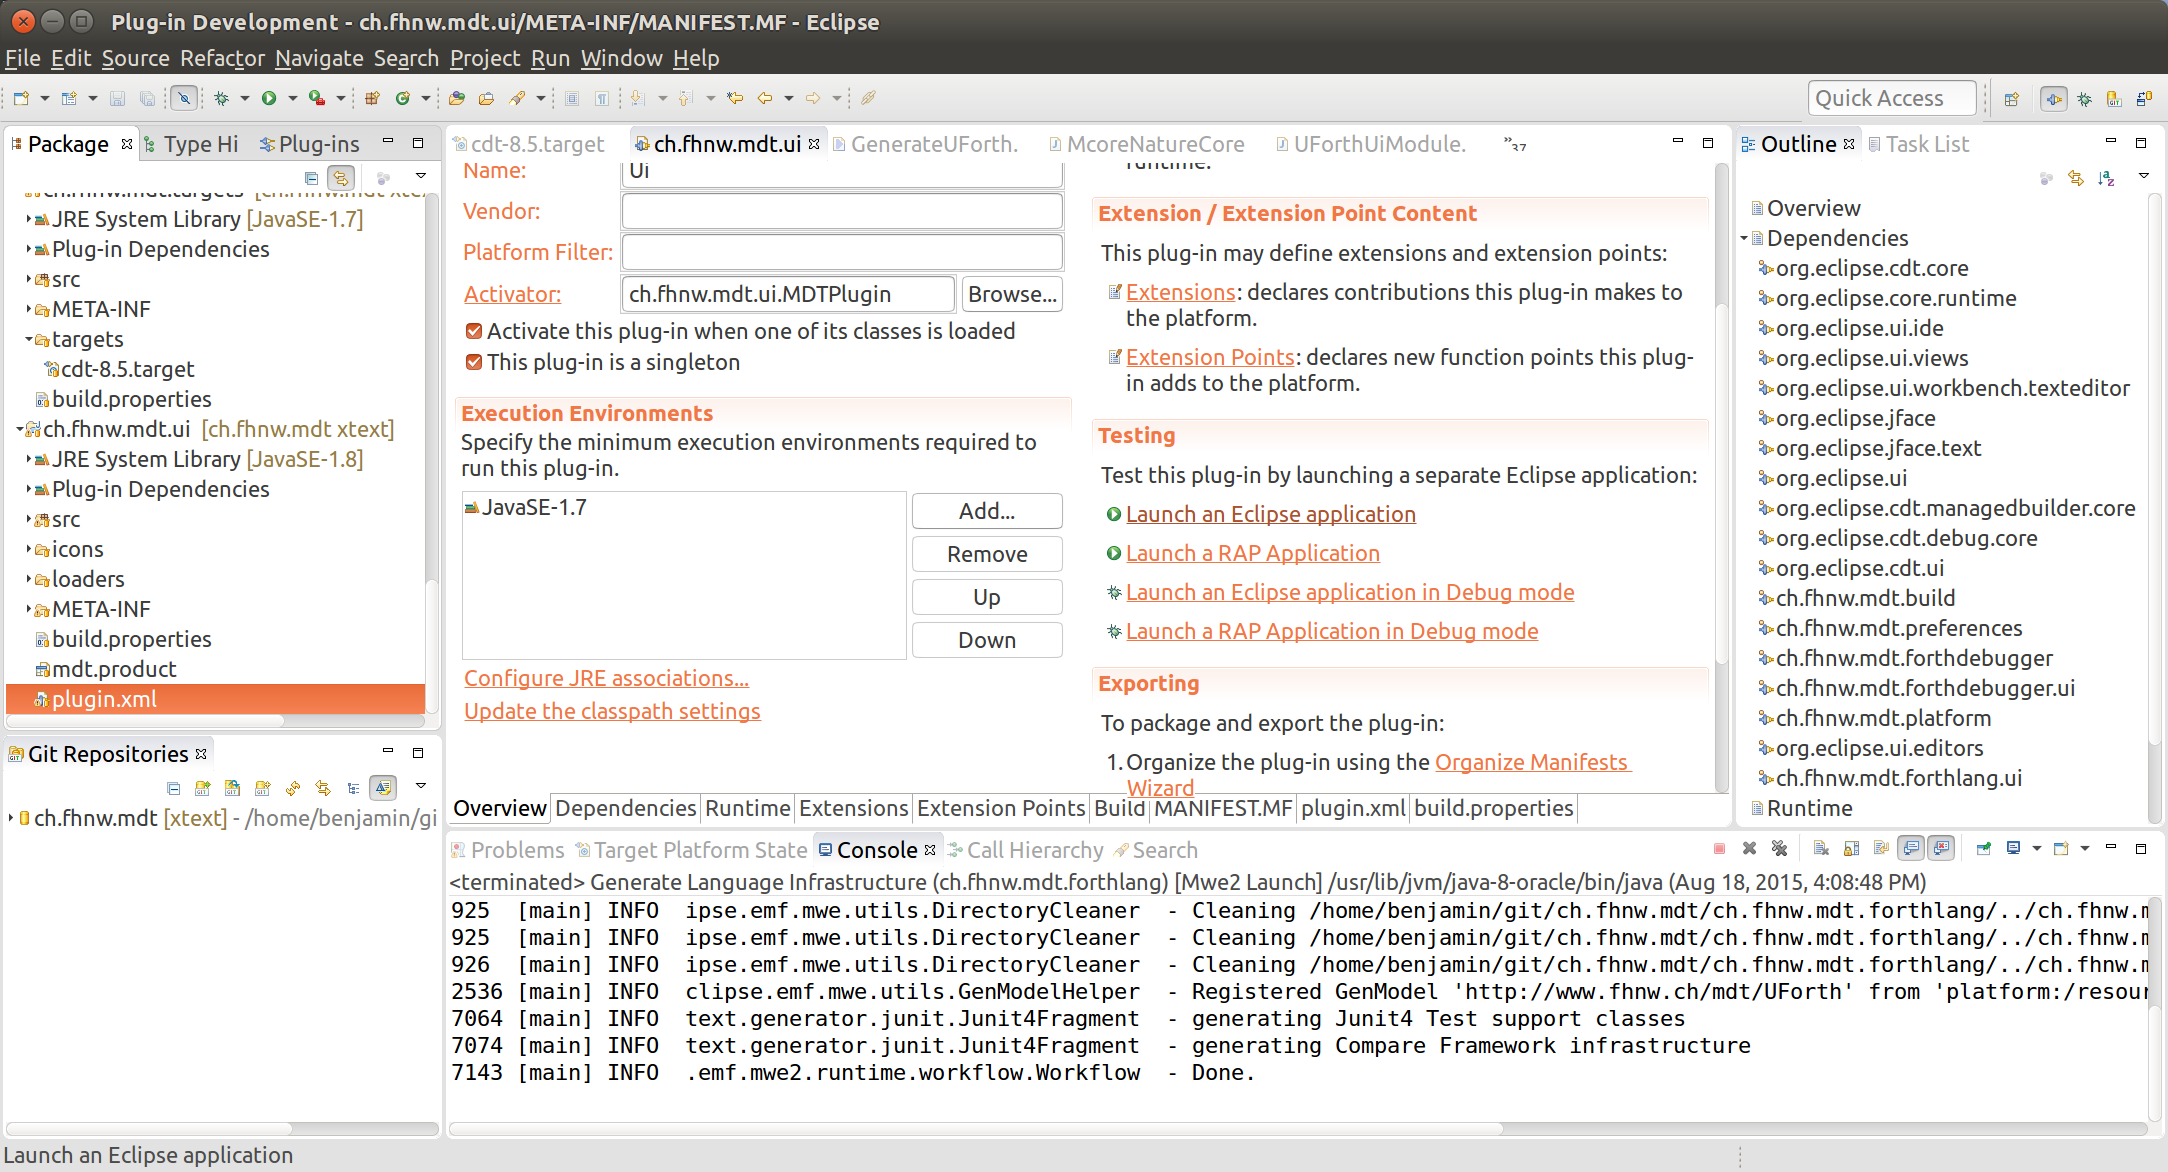 Plug-in Development - ch.fhnw.mdt.ui/META-INF/MANIFEST.MF - Eclipse
File Edit Source Refactor Navigate Search Project Run Window Help
Quick Access
Package
Type Hi
Plug-ins
ch.fhnw.mdt.targets [ch.fhnw.mdt xtext]
JRE System Library [JavaSE-1.7]
Plug-in Dependencies
src
META-INF
targets
cdt-8.5.target
build.properties
ch.fhnw.mdt.ui [ch.fhnw.mdt xtext]
JRE System Library [JavaSE-1.8]
Plug-in Dependencies
src
icons
loaders
META-INF
build.properties
mdt.product
plugin.xml
Git Repositories
ch.fhnw.mdt [xtext] - /home/benjamin/gi
cdt-8.5.target
ch.fhnw.mdt.ui
GenerateUForth.
McoreNatureCore
UForthUiModule.
»37
Name: Ui
Vendor:
Platform Filter:
Activator: ch.fhnw.mdt.ui.MDTPlugin Browse...
Activate this plug-in when one of its classes is loaded
This plug-in is a singleton
Execution Environments
Specify the minimum execution environments required to
run this plug-in.
JavaSE-1.7
Add...
Remove
Up
Down
Configure JRE associations...
Update the classpath settings
runtime.
Extension / Extension Point Content
This plug-in may define extensions and extension points:
Extensions: declares contributions this plug-in makes to
the platform.
Extension Points: declares new function points this plug-
in adds to the platform.
Testing
Test this plug-in by launching a separate Eclipse application:
Launch an Eclipse application
Launch a RAP Application
Launch an Eclipse application in Debug mode
Launch a RAP Application in Debug mode
Exporting
To package and export the plug-in:
1. Organize the plug-in using the Organize Manifests
Wizard
Overview Dependencies Runtime Extensions Extension Points Build MANIFEST.MF plugin.xml build.properties
Outline
Task List
Overview
Dependencies
org.eclipse.cdt.core
org.eclipse.core.runtime
org.eclipse.ui.ide
org.eclipse.ui.views
org.eclipse.ui.workbench.texteditor
org.eclipse.jface
org.eclipse.jface.text
org.eclipse.ui
org.eclipse.cdt.managedbuilder.core
org.eclipse.cdt.debug.core
org.eclipse.cdt.ui
ch.fhnw.mdt.build
ch.fhnw.mdt.preferences
ch.fhnw.mdt.forthdebugger
ch.fhnw.mdt.forthdebugger.ui
ch.fhnw.mdt.platform
org.eclipse.ui.editors
ch.fhnw.mdt.forthlang.ui
Runtime
Problems Target Platform State Console Call Hierarchy Search
<terminated> Generate Language Infrastructure (ch.fhnw.mdt.forthlang) [Mwe2 Launch] /usr/lib/jvm/java-8-oracle/bin/java (Aug 18, 2015, 4:08:48 PM)
925 [main] INFO ipse.emf.mwe.utils.DirectoryCleaner - Cleaning /home/benjamin/git/ch.fhnw.mdt/ch.fhnw.mdt.forthlang/../ch.fhnw.m
925 [main] INFO ipse.emf.mwe.utils.DirectoryCleaner - Cleaning /home/benjamin/git/ch.fhnw.mdt/ch.fhnw.mdt.forthlang/../ch.fhnw.m
926 [main] INFO ipse.emf.mwe.utils.DirectoryCleaner - Cleaning /home/benjamin/git/ch.fhnw.mdt/ch.fhnw.mdt.forthlang/../ch.fhnw.m
2536 [main] INFO clipse.emf.mwe.utils.GenModelHelper - Registered GenModel 'http://www.fhnw.ch/mdt/UForth' from 'platform:/resour
7064 [main] INFO text.generator.junit.Junit4Fragment - generating Junit4 Test support classes
7074 [main] INFO text.generator.junit.Junit4Fragment - generating Compare Framework infrastructure
7143 [main] INFO .emf.mwe2.runtime.workflow.Workflow - Done.
Launch an Eclipse application